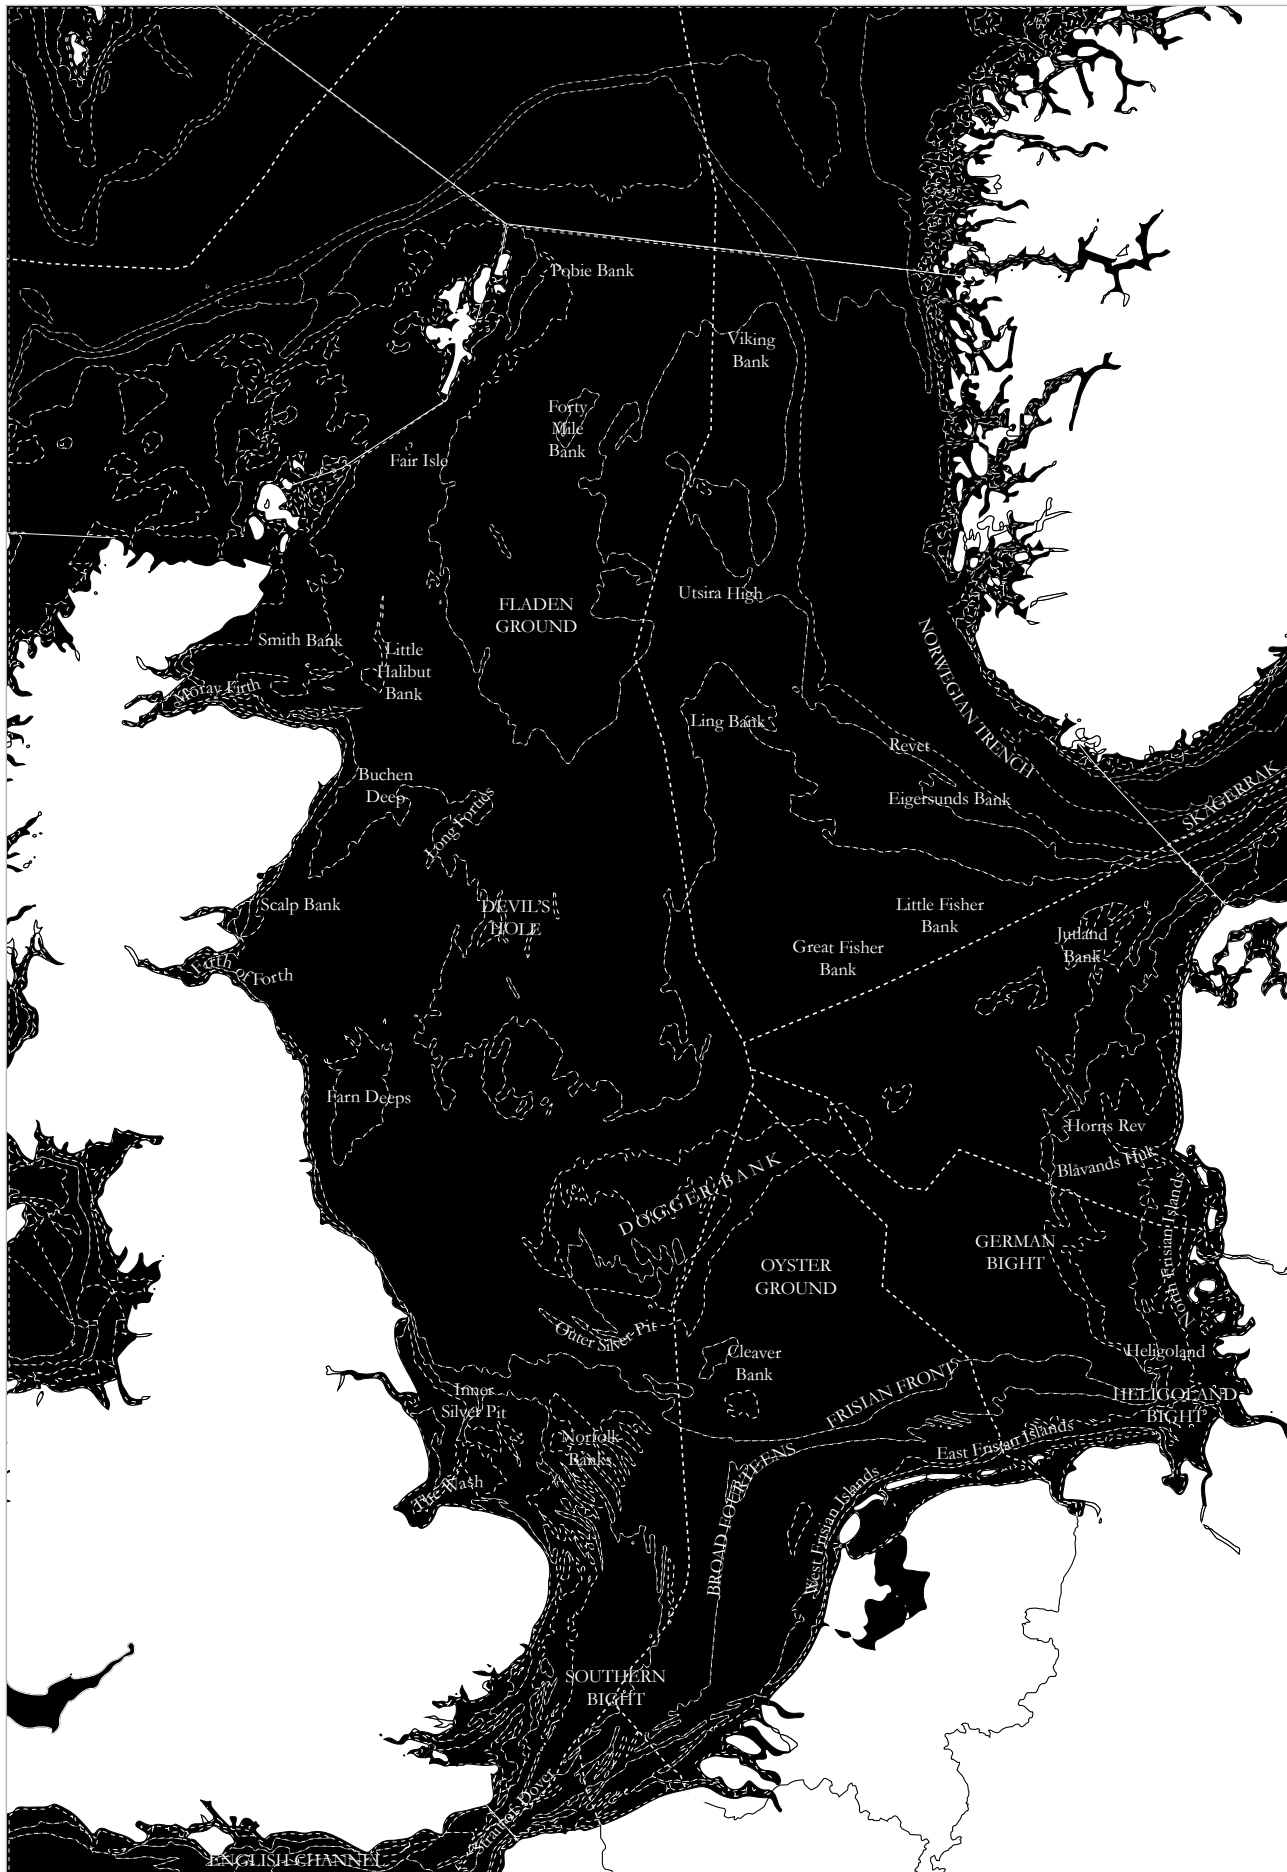 Pobie Bank
Viking
Bank
Forty
Mile
Bank
Fair Isle
Utsira High
FLADEN
GROUND
Smith Bank
Little
Halibut
Bank
Moray Firth
NORWEGIAN TRENCH
Ling Bank
Revet
Buchen
Deep
Eigersunds Bank
SKAGERRAK
Long Forties
Scalp Bank
DEVIL'S
HOLE
Little Fisher
Bank
Great Fisher
Bank
Jutland
Bank
Firth of Forth
Farn Deeps
Horns Rev
Blåvands Huk
DOGGER BANK
North Frisian Islands
OYSTER
GROUND
GERMAN
BIGHT
Outer Silver Pit
Cleaver
Bank
Heligoland
FRISIAN FRONT
HELIGOLAND
BIGHT
Inner
Silver Pit
Norfolk
Banks
East Frisian Islands
The Wash
BROAD FOURTEENS
West Frisian Islands
SOUTHERN
BIGHT
Strait of Dover
ENGLISH CHANNEL